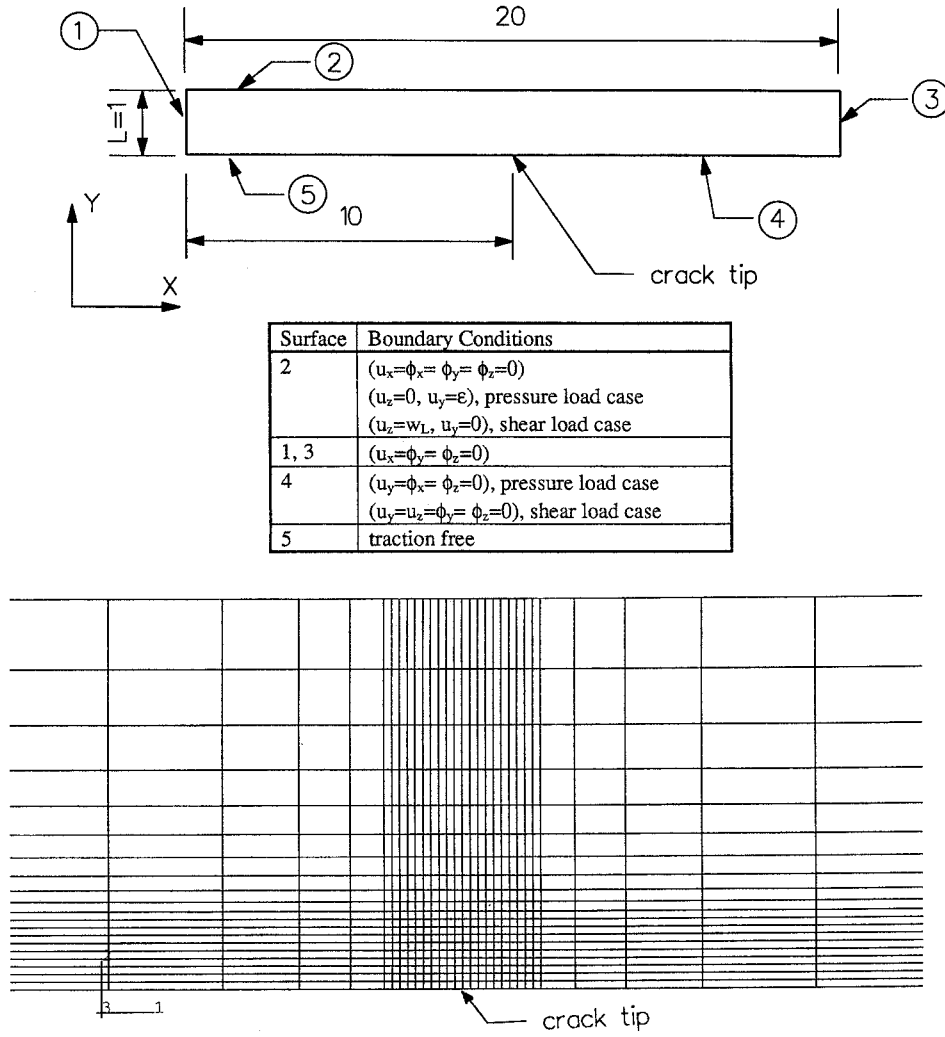 20
1
2
L=1
3
5
10
4
Y
X
crack tip
Surface Boundary Conditions
2 (uₓ=ϕₓ= ϕᵧ= ϕ_z=0)
(u_z=0, uᵧ=ε), pressure load case
(u_z=w_L, uᵧ=0), shear load case
1, 3 (uₓ=ϕᵧ= ϕ_z=0)
4 (uᵧ=ϕₓ= ϕ_z=0), pressure load case
(uᵧ=u_z=ϕᵧ= ϕ_z=0), shear load case
5 traction free
3 1
crack tip